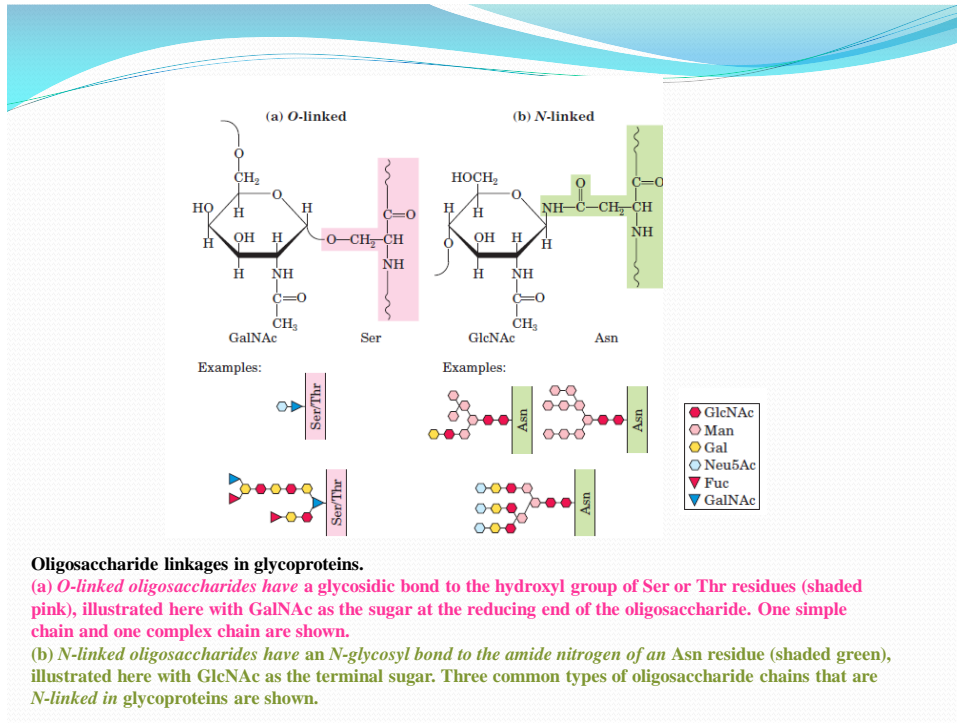 (a) O-linked
(b) N-linked
O
CH2
O
HO
H
H
OH
H
H
H
NH
C=O
CH3
O—CH2—CH
C=O
NH
GalNAc
Ser
HOCH2
O
H
H
O
OH
H
H
H
NH
C=O
CH3
NH—C—CH2—CH
O
C=O
NH
GlcNAc
Asn
Examples:
Examples:
Ser/Thr
Asn
Asn
Ser/Thr
Asn
GlcNAc
Man
Gal
Neu5Ac
Fuc
GalNAc
Oligosaccharide linkages in glycoproteins.
(a) O-linked oligosaccharides have a glycosidic bond to the hydroxyl group of Ser or Thr residues (shaded
pink), illustrated here with GalNAc as the sugar at the reducing end of the oligosaccharide. One simple
chain and one complex chain are shown.
(b) N-linked oligosaccharides have an N-glycosyl bond to the amide nitrogen of an Asn residue (shaded green),
illustrated here with GlcNAc as the terminal sugar. Three common types of oligosaccharide chains that are
N-linked in glycoproteins are shown.